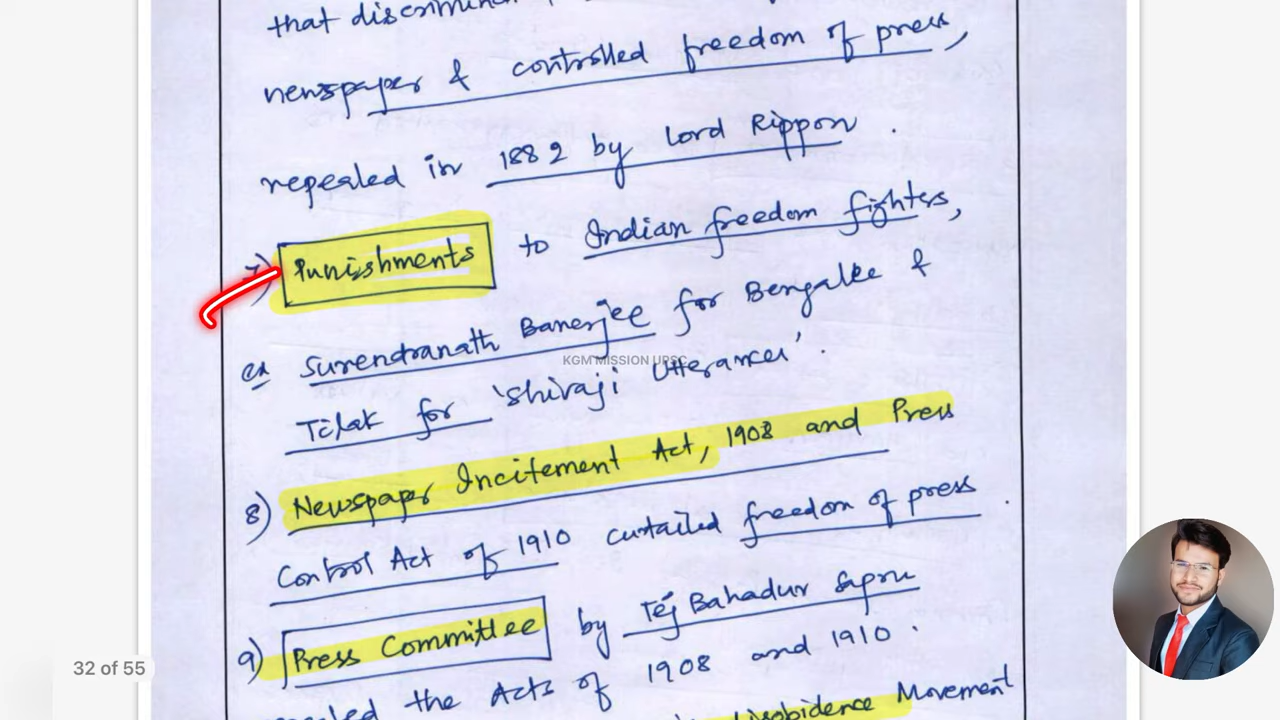 that
newspaper & controlled freedom of press,
repealed in 1882 by Lord Rippon .
7) Punishments to Indian freedom fighters,
ex Surendranath Banerjee for Bengalee &
KGM MISSION UPSC
Tilak for 'Shivaji Utterances' .
8) Newspaper Incitement Act, 1908 and Press
Control Act of 1910 curtailed freedom of press .
9) Press Committee by Tej Bahadur Sapru
the Acts of 1908 and 1910 .
Movement
32 of 55